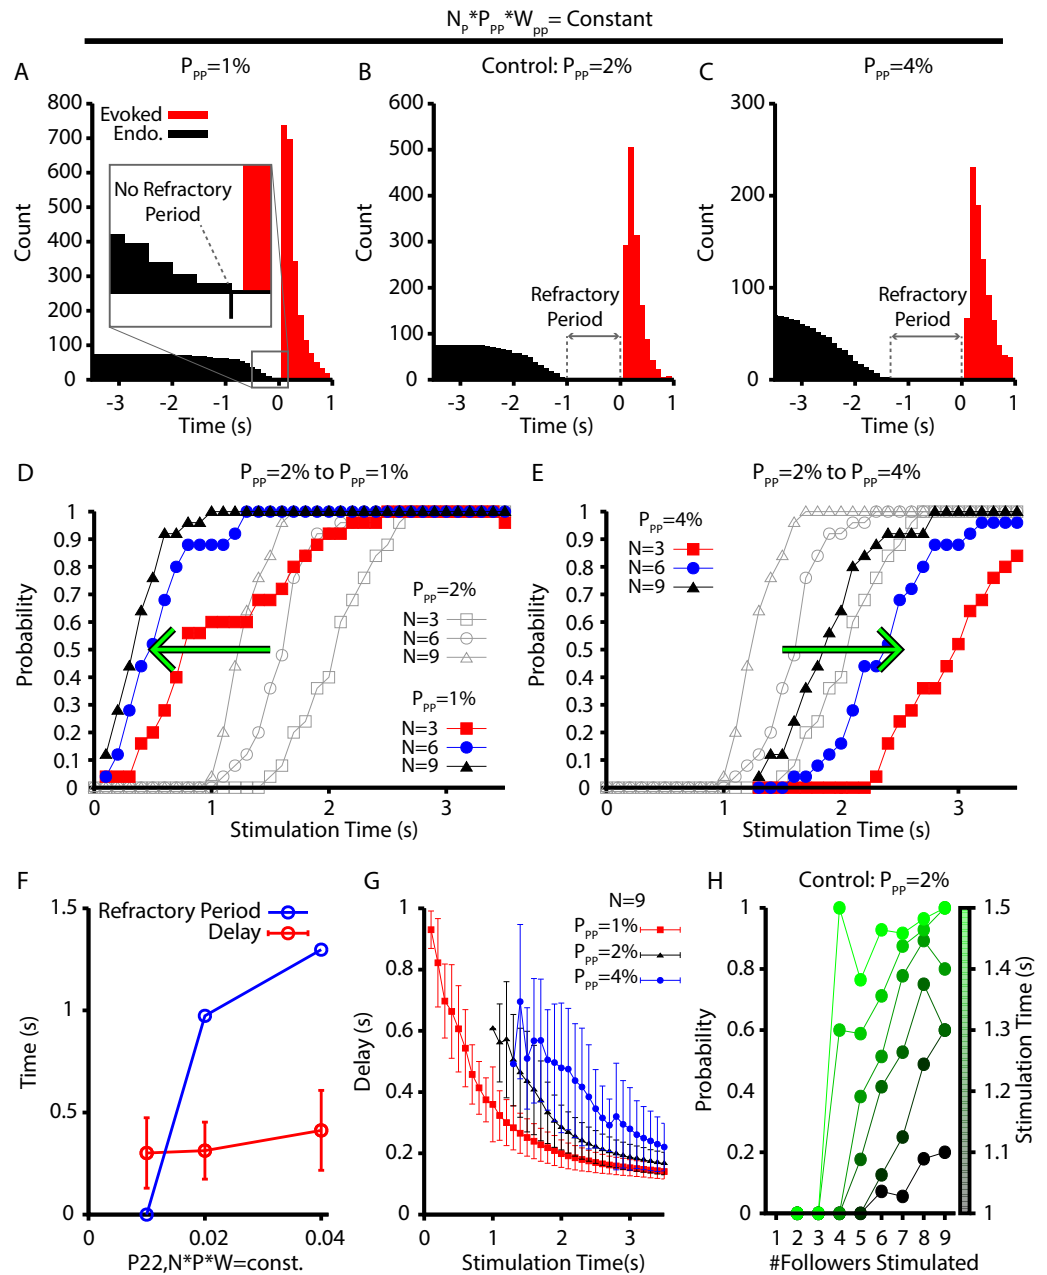 N_P*P_PP*W_pp= Constant
A
P_PP=1%
B
Control: P_PP=2%
C
P_PP=4%
800
700
600
500
400
300
200
100
0
Count
Evoked
Endo.
No Refractory
Period
-3
-2
-1
0
1
Time (s)
600
500
400
300
200
100
0
Count
Refractory
Period
-3
-2
-1
0
1
Time (s)
300
200
100
0
Count
Refractory
Period
-3
-2
-1
0
1
Time (s)
D
P_PP=2% to P_PP=1%
1
0.9
0.8
0.7
0.6
0.5
0.4
0.3
0.2
0.1
0
Probability
P_PP=2%
N=3
N=6
N=9
P_PP=1%
N=3
N=6
N=9
0
1
2
3
Stimulation Time (s)
E
P_PP=2% to P_PP=4%
1
0.9
0.8
0.7
0.6
0.5
0.4
0.3
0.2
0.1
0
Probability
P_PP=4%
N=3
N=6
N=9
0
1
2
3
Stimulation Time (s)
F
1.5
1
0.5
0
Time (s)
Refractory Period
Delay
0
0.02
0.04
P22,N*P*W=const.
G
N=9
P_PP=1%
P_PP=2%
P_PP=4%
1
0.8
0.6
0.4
0.2
0
Delay (s)
0
1
2
3
Stimulation Time(s)
H
Control: P_PP=2%
1
0.8
0.6
0.4
0.2
0
Probability
1 2 3 4 5 6 7 8 9
#Followers Stimulated
1.5
1.4
1.3
1.2
1.1
1
Stimulation Time (s)